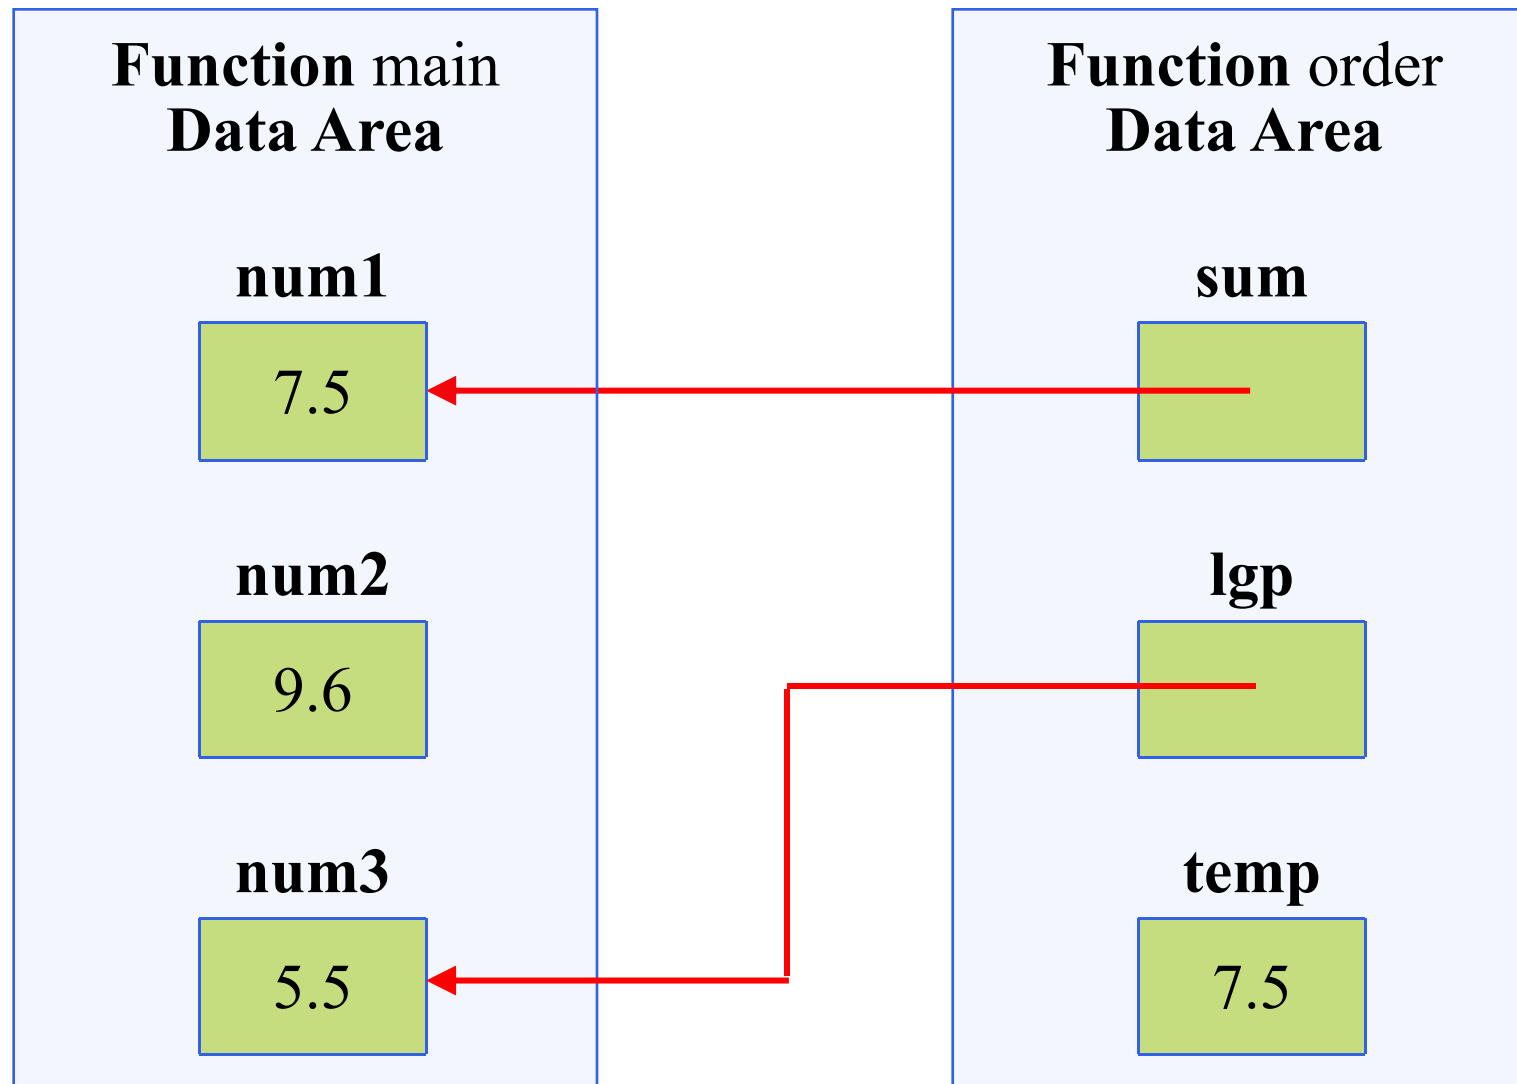 Function main
Data Area
num1
7.5
num2
9.6
num3
5.5
Function order
Data Area
sum
lgp
temp
7.5